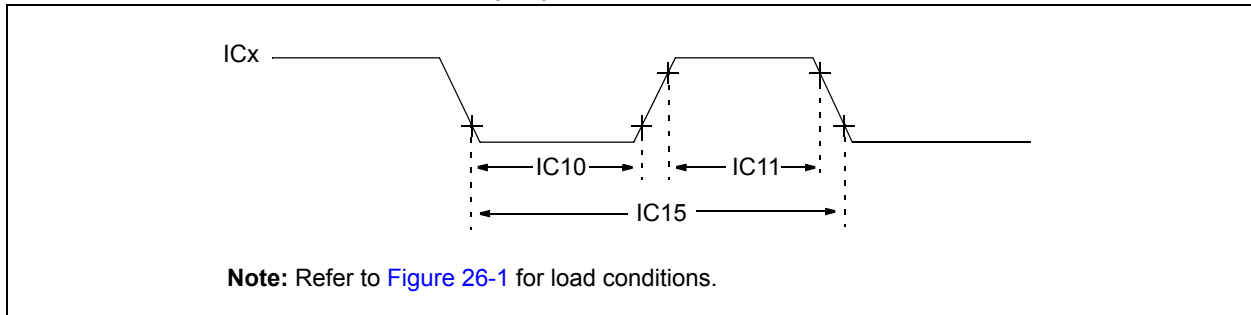 ICx
IC10
IC11
IC15
Note: Refer to Figure 26-1 for load conditions.